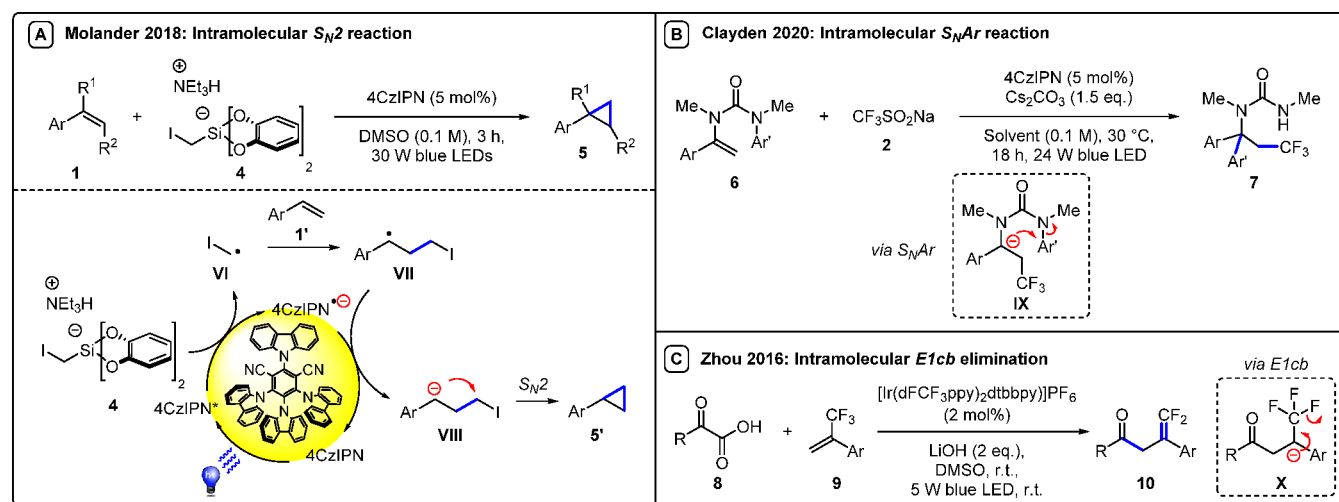 A Molander 2018: Intramolecular SN2 reaction
⊕
NEt3H
R1
Ar
R2
1
+
⊖
I
Si
O
O
2
4
4CzIPN (5 mol%)
DMSO (0.1 M), 3 h,
30 W blue LEDs
R1
Ar
R2
5
Ar
1'
I
VI
Ar
I
VII
⊕
NEt3H
⊖
I
Si
O
O
2
4
4CzIPN•⊖
N
NC
CN
N
N
N
4CzIPN*
4CzIPN
hν
⊖
Ar
I
VIII
SN2
Ar
5'
B Clayden 2020: Intramolecular SNAr reaction
O
Me
N
N
Me
Ar
Ar'
6
+
CF3SO2Na
2
4CzIPN (5 mol%)
Cs2CO3 (1.5 eq.)
Solvent (0.1 M), 30 °C,
18 h, 24 W blue LED
O
Me
N
N
H
Me
Ar
Ar'
CF3
7
via SNAr
O
Me
N
N
Me
⊖
Ar'
Ar
CF3
IX
C Zhou 2016: Intramolecular E1cb elimination
O
R
OH
O
8
+
CF3
Ar
9
[Ir(dFCF3ppy)2dtbbpy)]PF6
(2 mol%)
LiOH (2 eq.),
DMSO, r.t.,
5 W blue LED, r.t.
O
CF2
R
Ar
10
via E1cb
F
F
F
O
R
⊖
Ar
X